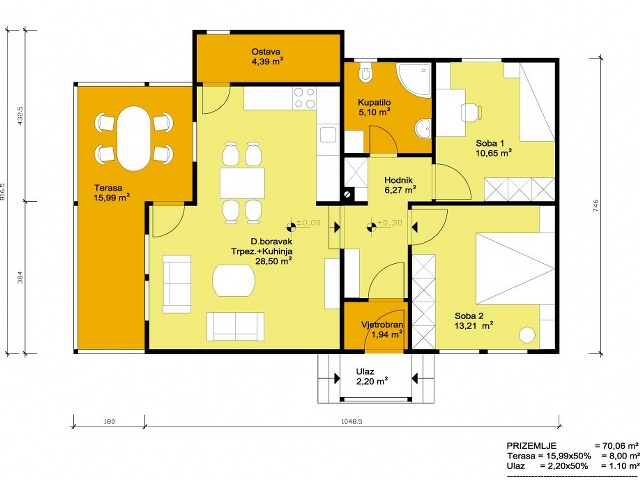 Ostava
4,39 m²
Kupatilo
5,10 m²
Soba 1
10,65 m²
Terasa
15,99 m²
Hodnik
6,27 m²
±0,00
±0,30
D.boravak
Trpez.+Kuhinja
28,50 m²
Soba 2
13,21 m²
Vjetrobran
1,94 m²
Ulaz
2,20 m²
432,5
816,5
384
746
180
1046,5
PRIZEMLJE = 70,06 m²
Terasa = 15,99x50% = 8,00 m²
Ulaz = 2,20x50% = 1.10 m²